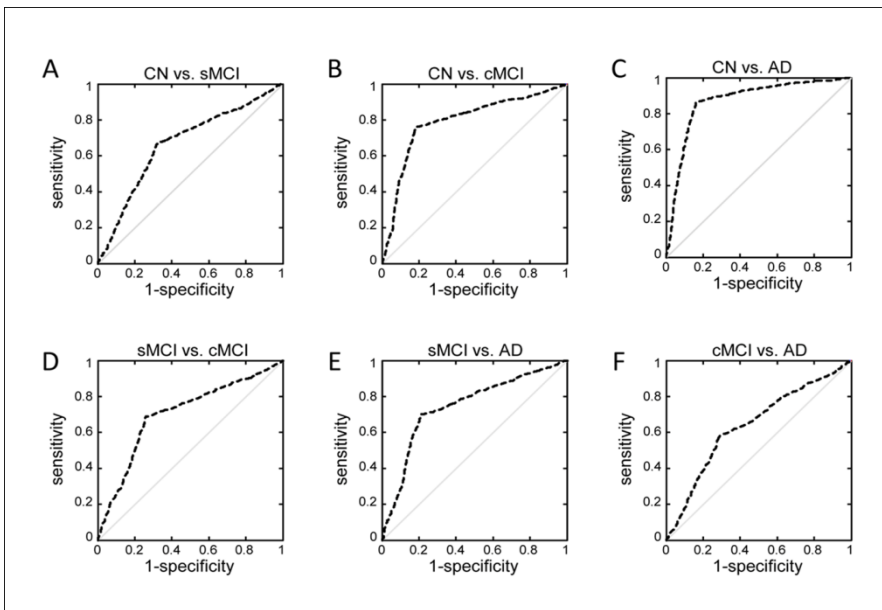 A
CN vs. sMCI
1
0.8
0.6
0.4
0.2
0
0 0.2 0.4 0.6 0.8 1
sensitivity
1-specificity
B
CN vs. cMCI
1
0.8
0.6
0.4
0.2
0
0 0.2 0.4 0.6 0.8 1
sensitivity
1-specificity
C
CN vs. AD
1
0.8
0.6
0.4
0.2
0
0 0.2 0.4 0.6 0.8 1
sensitivity
1-specificity
D
sMCI vs. cMCI
1
0.8
0.6
0.4
0.2
0
0 0.2 0.4 0.6 0.8 1
sensitivity
1-specificity
E
sMCI vs. AD
1
0.8
0.6
0.4
0.2
0
0 0.2 0.4 0.6 0.8 1
sensitivity
1-specificity
F
cMCI vs. AD
1
0.8
0.6
0.4
0.2
0
0 0.2 0.4 0.6 0.8 1
sensitivity
1-specificity